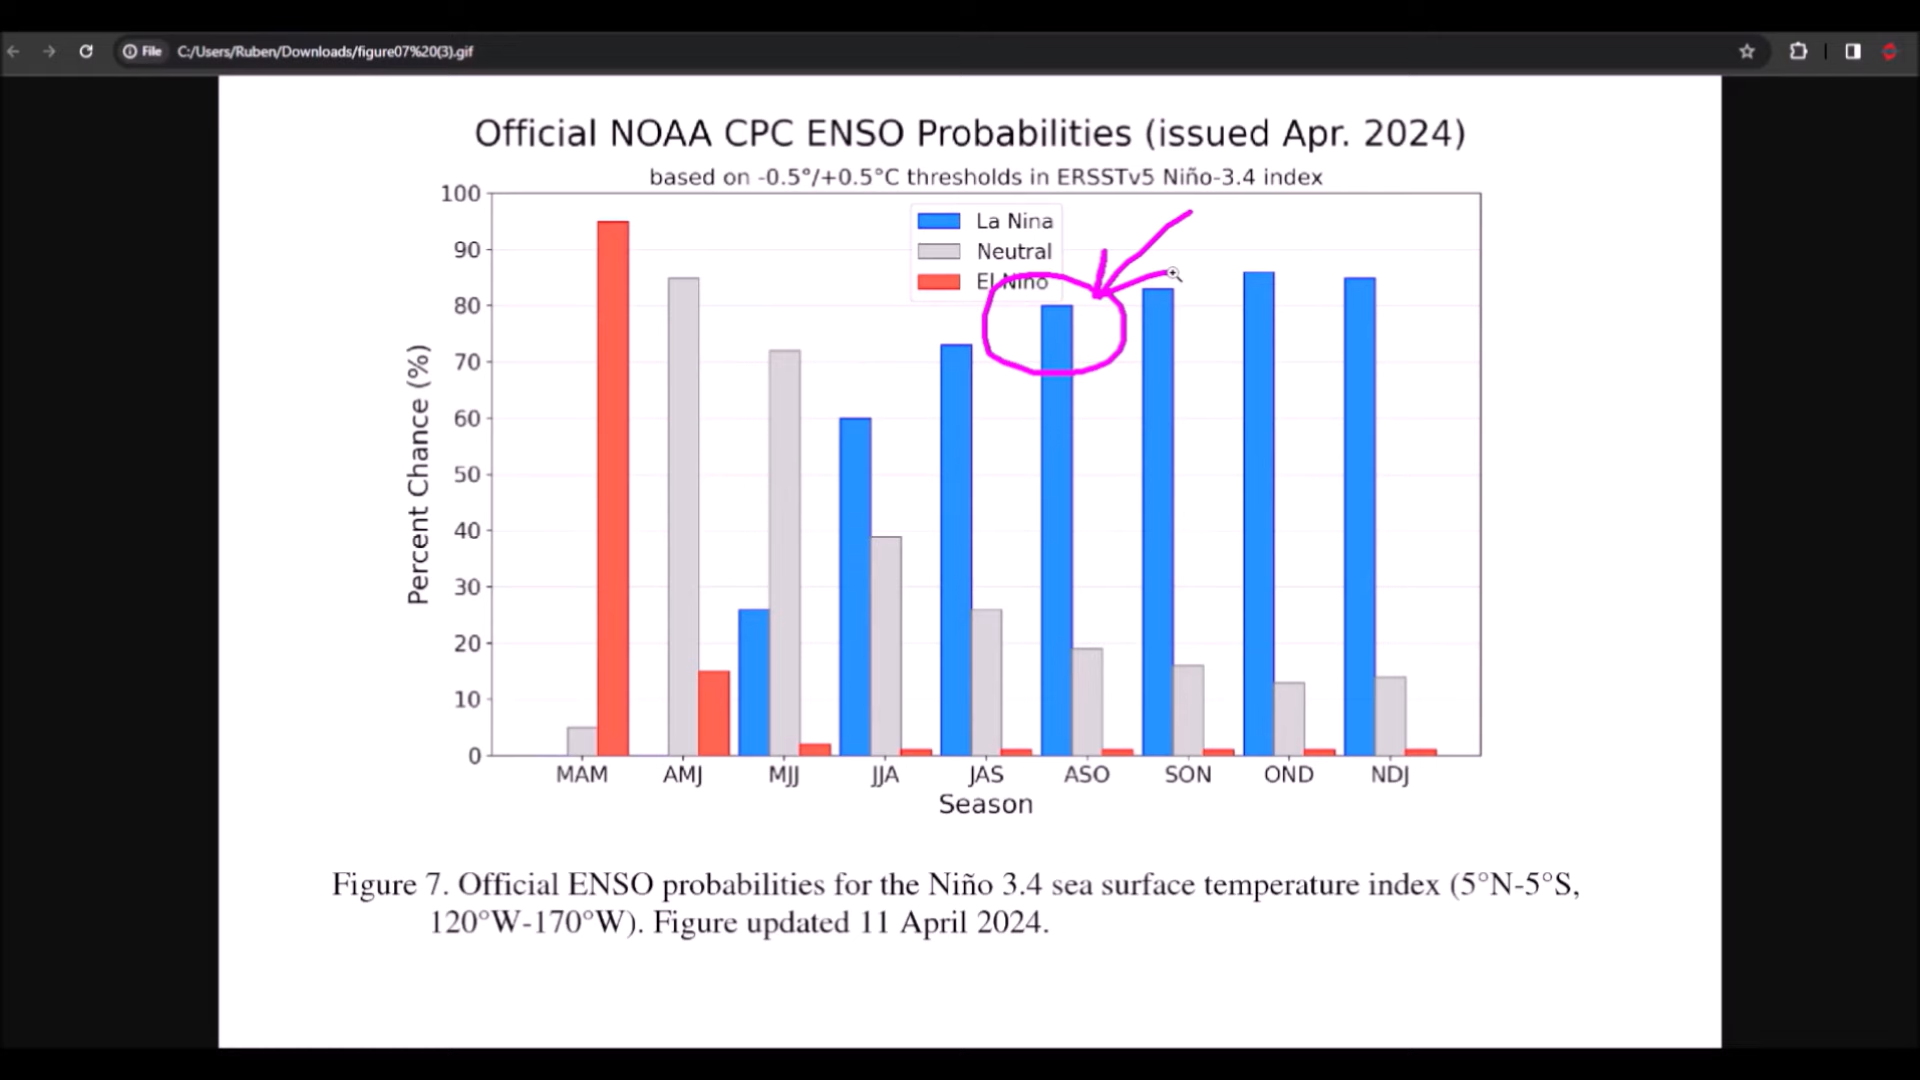 File C:/Users/Ruben/Downloads/figure07%20(3).gif
Official NOAA CPC ENSO Probabilities (issued Apr. 2024)
based on -0.5°/+0.5°C thresholds in ERSSTv5 Niño-3.4 index
La Nina
Neutral
El Nino
Percent Chance (%)
100
90
80
70
60
50
40
30
20
10
0
MAM AMJ MJJ JJA JAS ASO SON OND NDJ
Season
Figure 7. Official ENSO probabilities for the Niño 3.4 sea surface temperature index (5°N-5°S,
120°W-170°W). Figure updated 11 April 2024.